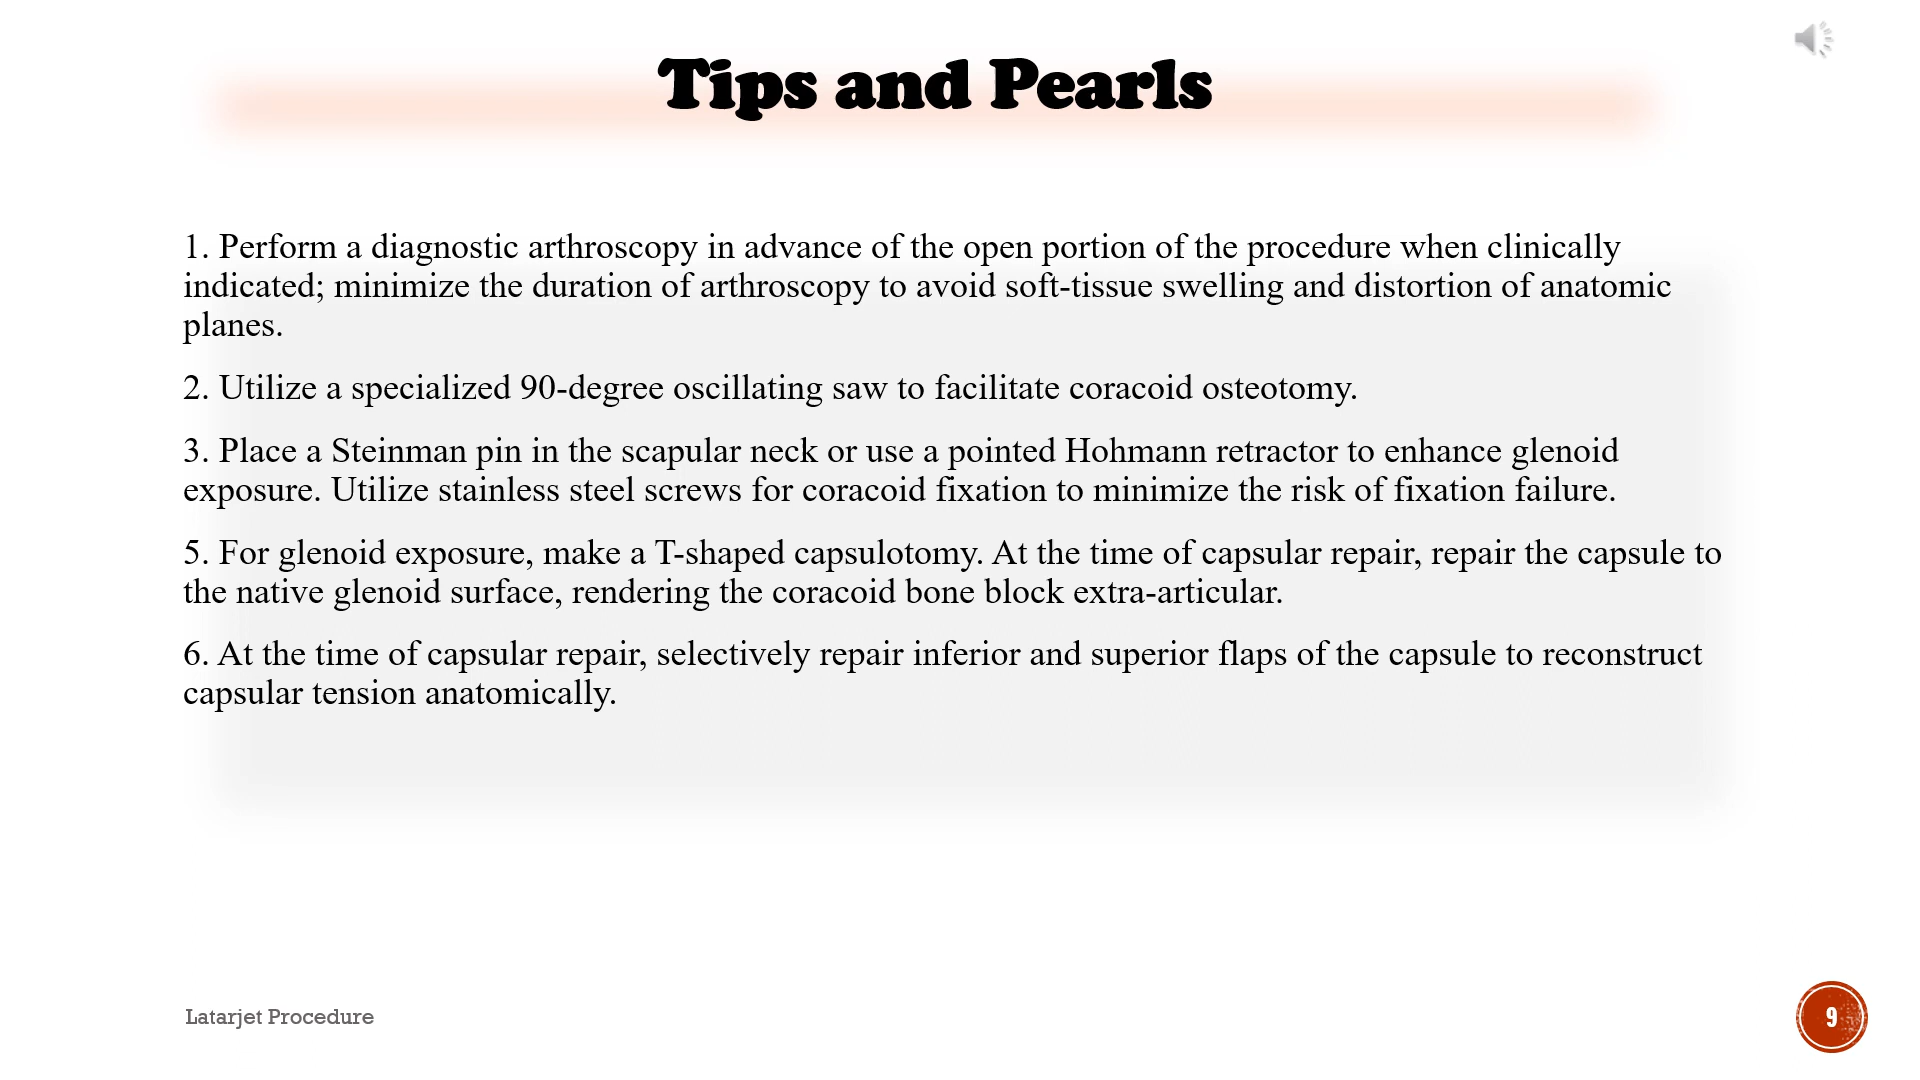 Tips and Pearls
1. Perform a diagnostic arthroscopy in advance of the open portion of the procedure when clinically
indicated; minimize the duration of arthroscopy to avoid soft-tissue swelling and distortion of anatomic
planes.
2. Utilize a specialized 90-degree oscillating saw to facilitate coracoid osteotomy.
3. Place a Steinman pin in the scapular neck or use a pointed Hohmann retractor to enhance glenoid
exposure. Utilize stainless steel screws for coracoid fixation to minimize the risk of fixation failure.
5. For glenoid exposure, make a T-shaped capsulotomy. At the time of capsular repair, repair the capsule to
the native glenoid surface, rendering the coracoid bone block extra-articular.
6. At the time of capsular repair, selectively repair inferior and superior flaps of the capsule to reconstruct
capsular tension anatomically.
Latarjet Procedure
9